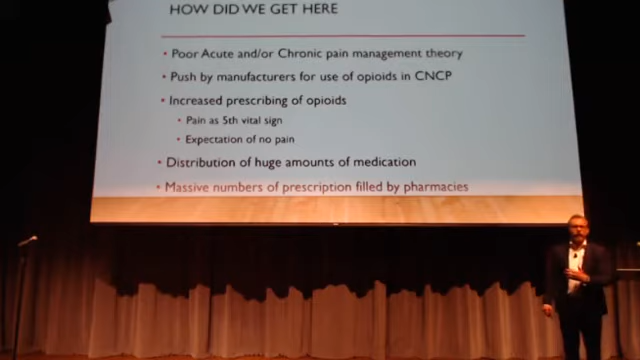 HOW DID WE GET HERE
• Poor Acute and/or Chronic pain management theory
• Push by manufacturers for use of opioids in CNCP
• Increased prescribing of opioids
• Pain as 5th vital sign
• Expectation of no pain
• Distribution of huge amounts of medication
• Massive numbers of prescription filled by pharmacies